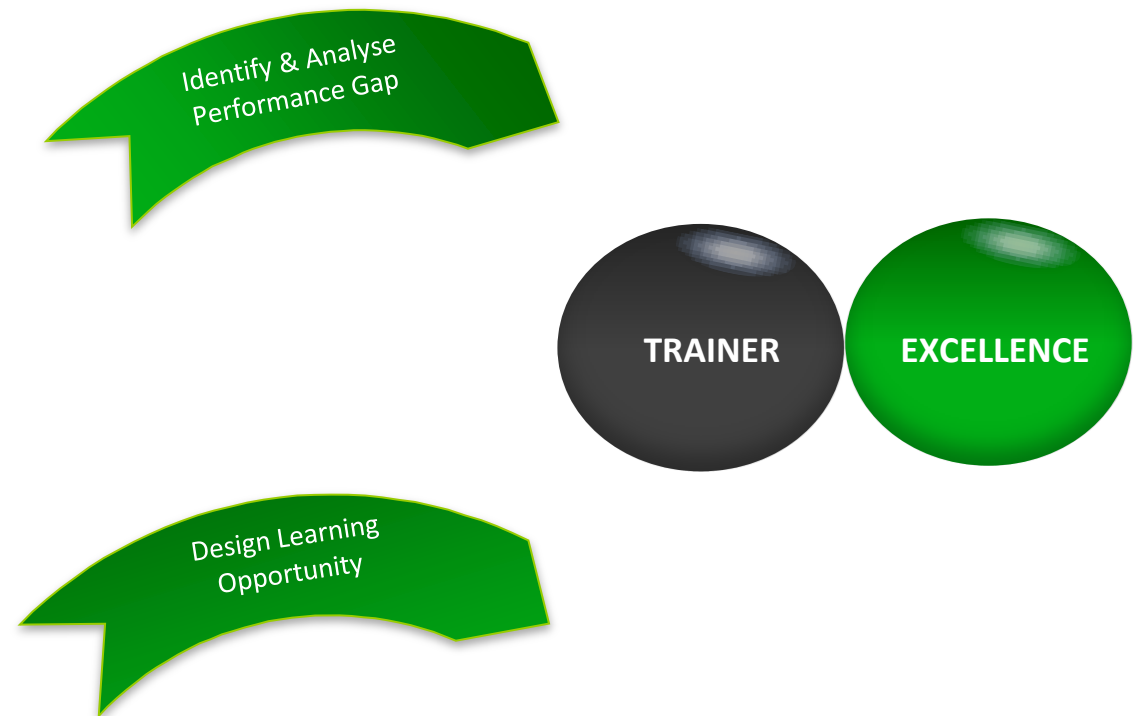 Identify & Analyse
Performance Gap
TRAINER
EXCELLENCE
Design Learning
Opportunity